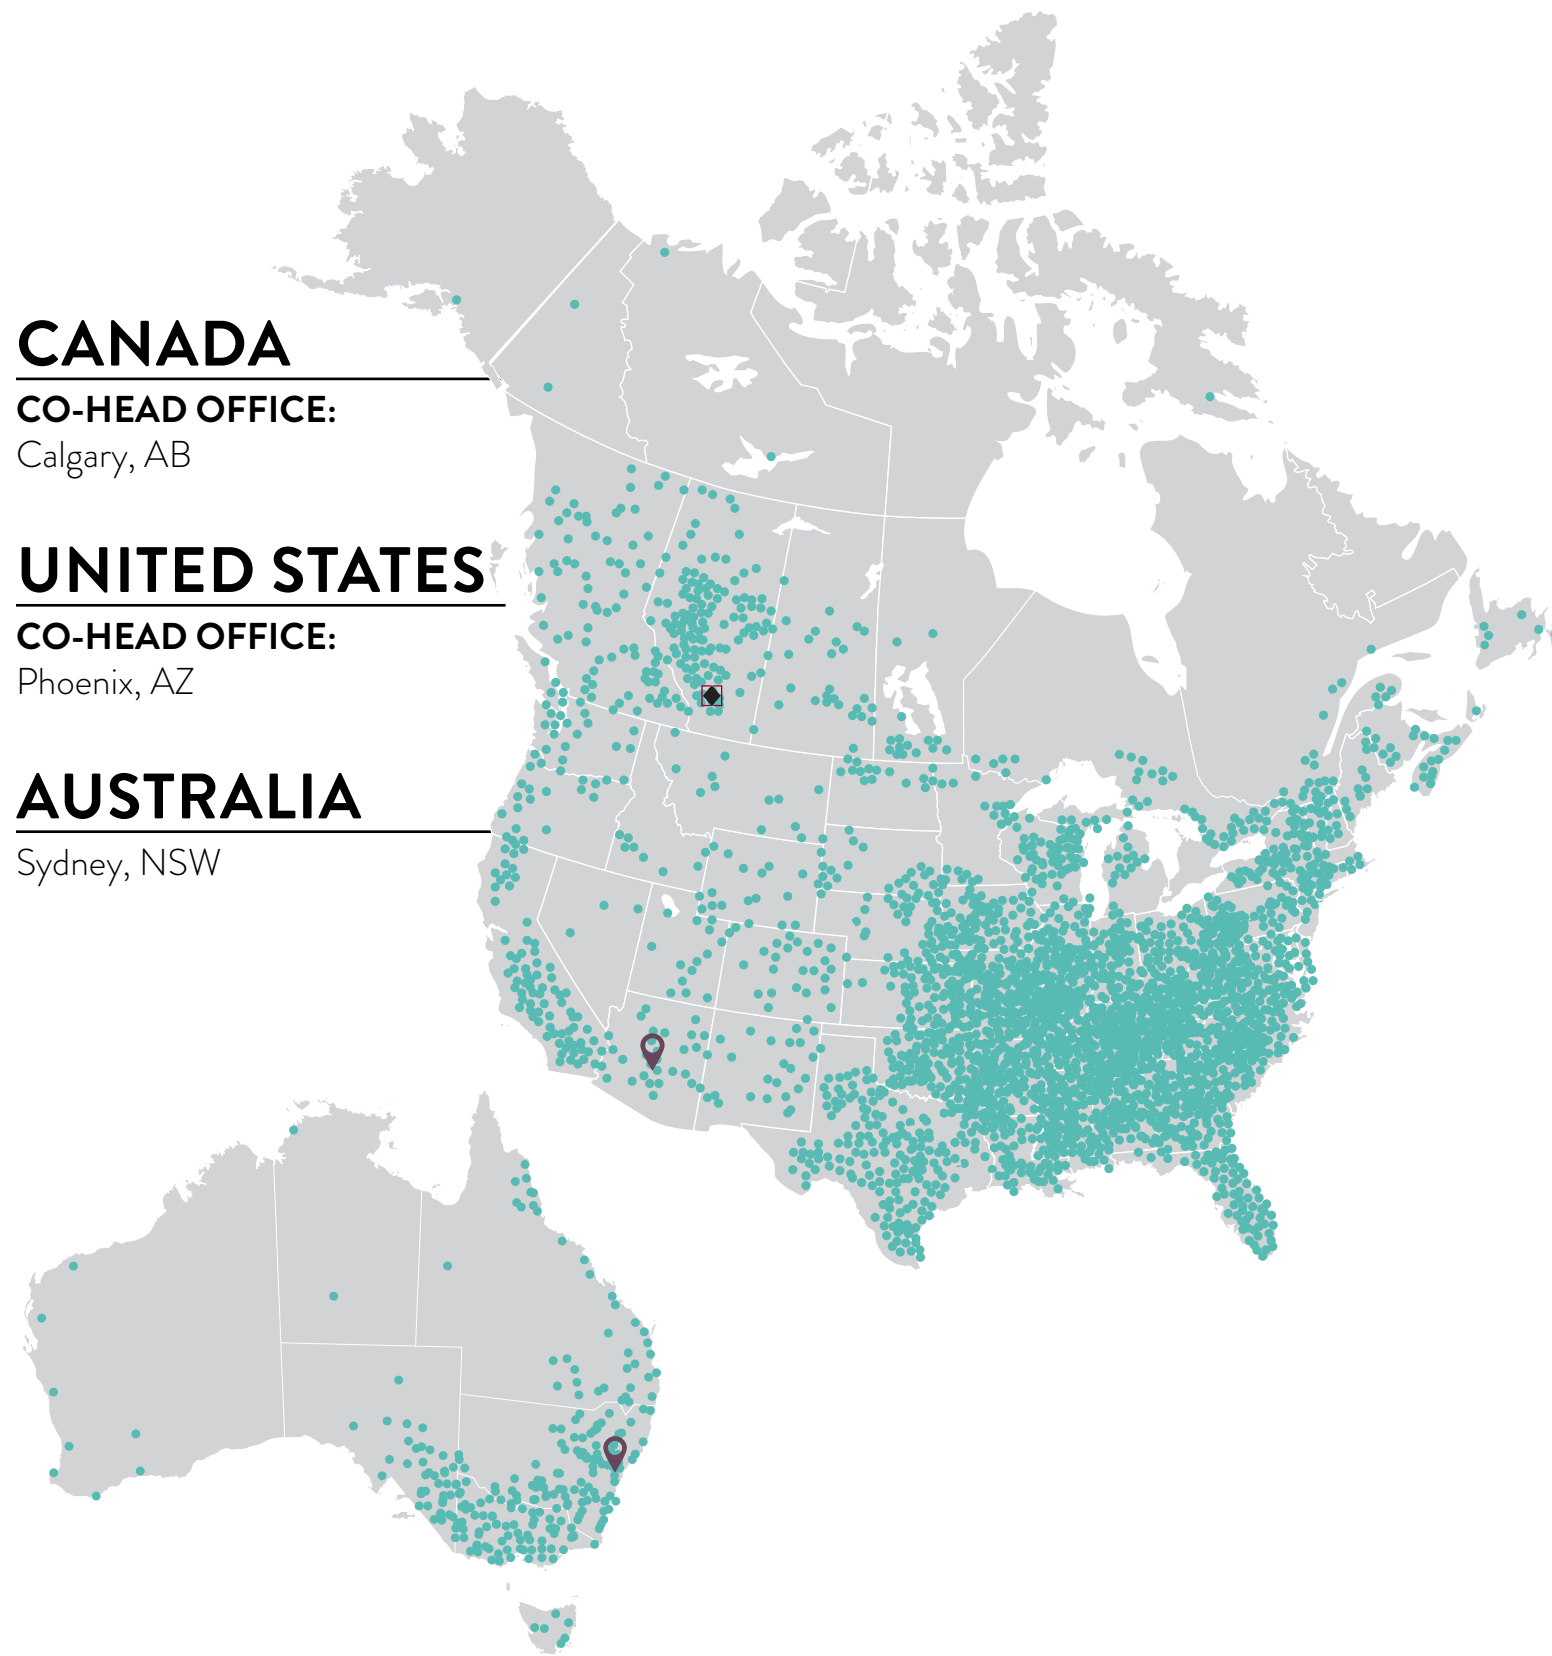 CANADA
CO-HEAD OFFICE:
Calgary, AB
UNITED STATES
CO-HEAD OFFICE:
Phoenix, AZ
AUSTRALIA
Sydney, NSW